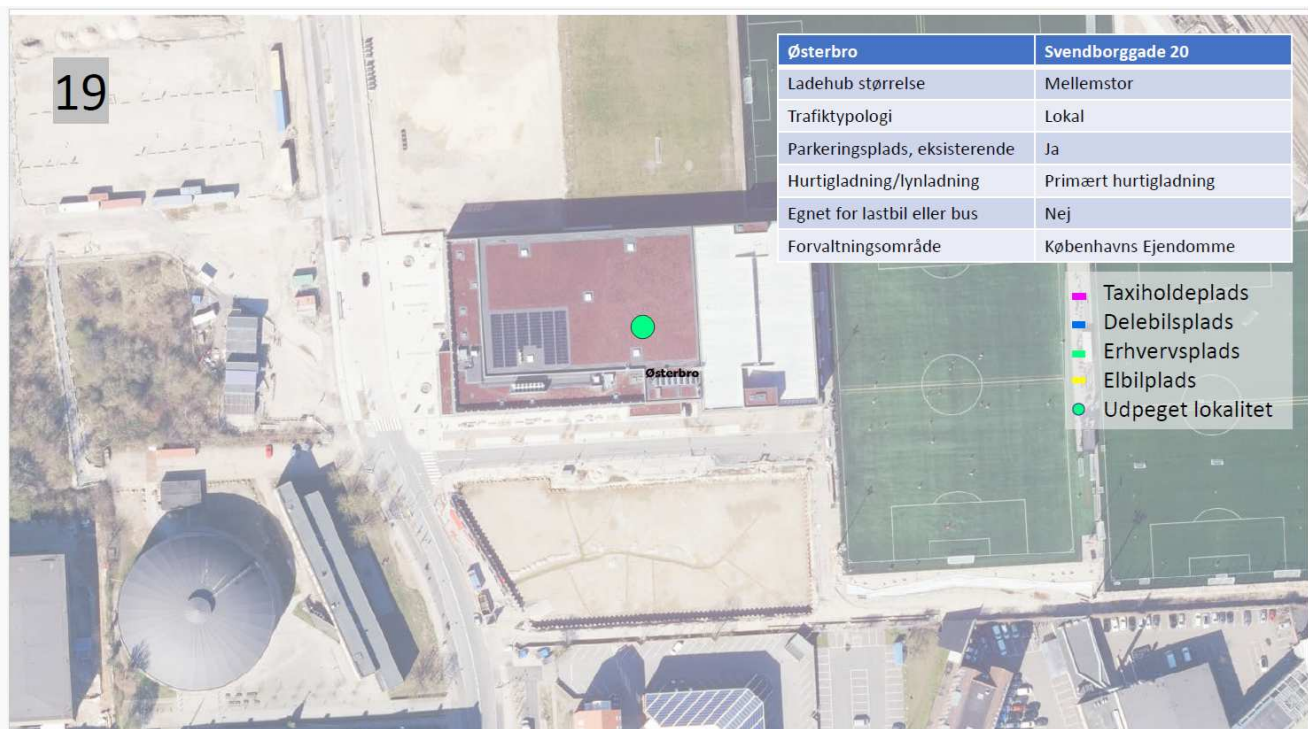 19
Østerbro Svendborggade 20
Ladehub størrelse Mellemstor
Trafiktypologi Lokal
Parkeringsplads, eksisterende Ja
Hurtigladning/lynladning Primært hurtigladning
Egnet for lastbil eller bus Nej
Forvaltningsområde Københavns Ejendomme
Taxiholdeplads
Delebilsplads
Erhvervsplads
Elbilplads
Udpeget lokalitet
Østerbro